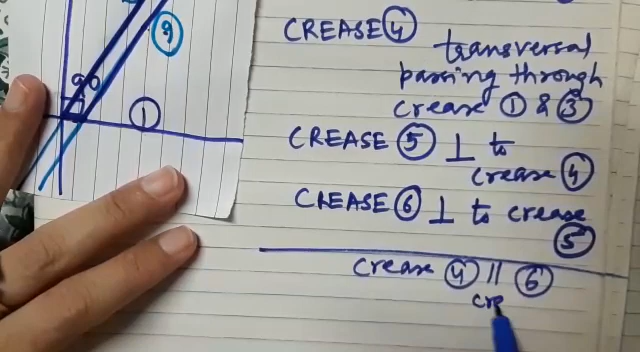 9
90
1
CREASE 4
transversal
passing through
crease 1 & 3
CREASE 5 ⊥ to
crease 4
CREASE 6 ⊥ to crease
5
crease 4 || 6
cre